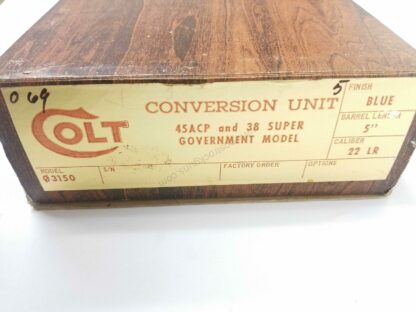 069
5
COLT
CONVERSION UNIT
45ACP and 38 SUPER
GOVERNMENT MODEL
FINISH
BLUE
BARREL LENGTH
5"
CALIBER
22 LR
MODEL
Ø3150
S/N
FACTORY ORDER
OPTIONS